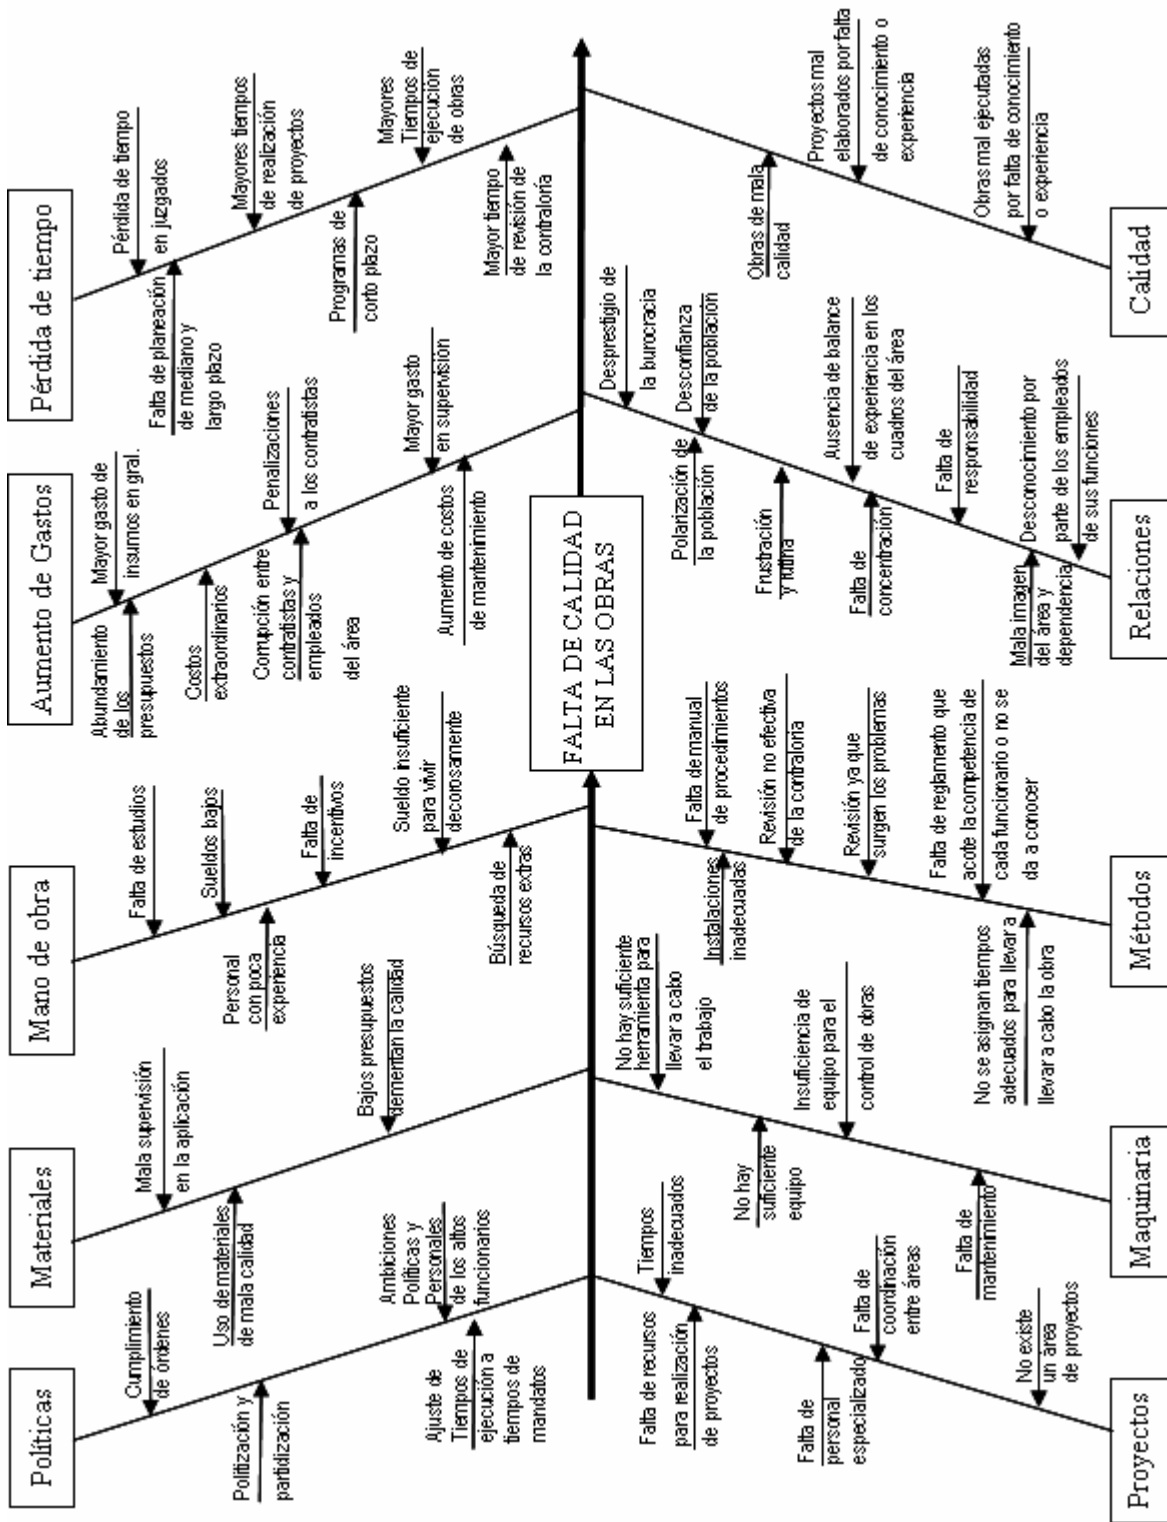 Políticas
Cumplimiento
de órdenes
Politización y
partidización
Ambiciones
Políticas y
Personales
de los altos
funcionarios
Ajuste de
Tiempos de
ejecución a
tiempos de
mandatos
Materiales
Mala supervisión
en la aplicación
Uso de materiales
de mala calidad
Bajos presupuestos
demeritan la calidad
Mano de obra
Falta de estudios
Sueldos bajos
Personal
con poca
experiencia
Falta de
incentivos
Sueldo insuficiente
para vivir
decorosamente
Búsqueda de
recursos extras
Aumento de Gastos
Mayor gasto de
insumos en gral.
Abundamiento
de los
presupuestos
Costos
extraordinarios
Penalizaciones
a los contratistas
Corrupción entre
contratistas y
empleados
del área
Mayor gasto
en supervisión
Aumento de costos
de mantenimiento
Pérdida de tiempo
Pérdida de tiempo
en juzgados
Falta de planeación
de mediano y
largo plazo
Mayores tiempos
de realización
de proyectos
Programas de
corto plazo
Mayores
Tiempos de
ejecución
de obras
Mayor tiempo
de revisión de
la contraloría
FALTA DE CALIDAD
EN LAS OBRAS
Proyectos
Tiempos
inadecuados
Falta de recursos
para realización
de proyectos
Falta de
personal
especializado
Falta de
coordinación
entre áreas
No existe
un área
de proyectos
Maquinaria
No hay suficiente
herramienta para
llevar a cabo
el trabajo
No hay
suficiente
equipo
Insuficiencia de
equipo para el
control de obras
Falta de
mantenimiento
Métodos
Falta de manual
de procedimientos
Instalaciones
inadecuadas
Revisión no efectiva
de la contraloría
Revisión ya que
surgen los problemas
Falta de reglamento que
acote la competencia de
cada funcionario o no se
da a conocer
No se asignan tiempos
adecuados para llevar a
llevar a cabo la obra
Relaciones
Desprestigio de
la burocracia
Desconfianza
de la población
Polarización de
la población
Frustración
y rutina
Ausencia de balance
de experiencia en los
cuadros del área
Falta de
concentración
Falta de
responsabilidad
Mala imagen
del área y
dependencia
Desconocimiento por
parte de los empleados
de sus funciones
Calidad
Obras de mala
calidad
Proyectos mal
elaborados por falta
de conocimiento o
experiencia
Obras mal ejecutadas
por falta de conocimiento
o experiencia